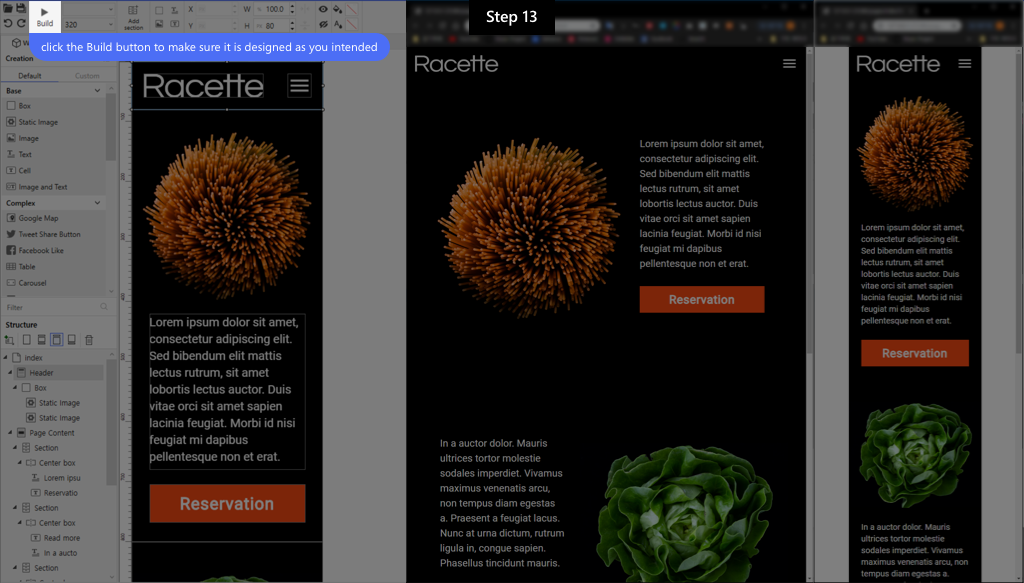 Step 13
Build
320
Add
section
X
W
100.0
Y
H
80
click the Build button to make sure it is designed as you intended
Creation
Default
Custom
Base
Box
Static Image
Image
Text
Cell
Image and Text
Complex
Google Map
Tweet Share Button
Facebook Like
Table
Carousel
Filter
Structure
index
Header
Box
Static Image
Static Image
Page Content
Section
Center box
Lorem ipsu
Reservatio
Section
Center box
Read more
In a aucto
Section
Racette
Lorem ipsum dolor sit amet,
consectetur adipiscing elit.
Sed bibendum elit mattis
lectus rutrum, sit amet
lobortis lectus auctor. Duis
vitae orci sit amet sapien
lacinia feugiat. Morbi id nisi
feugiat mi dapibus
pellentesque non et erat.
Reservation
Racette
Lorem ipsum dolor sit amet,
consectetur adipiscing elit.
Sed bibendum elit mattis
lectus rutrum, sit amet
lobortis lectus auctor. Duis
vitae orci sit amet sapien
lacinia feugiat. Morbi id nisi
feugiat mi dapibus
pellentesque non et erat.
Reservation
In a auctor dolor. Mauris
ultrices tortor molestie
sodales imperdiet. Vivamus
maximus venenatis arcu,
non tempus diam egestas
a. Praesent a feugiat lacus.
Nunc at urna dictum, rutrum
ligula in, congue sapien.
Phasellus tincidunt mauris.
Racette
Lorem ipsum dolor sit amet,
consectetur adipiscing elit.
Sed bibendum elit mattis
lectus rutrum, sit amet
lobortis lectus auctor. Duis
vitae orci sit amet sapien
lacinia feugiat. Morbi id nisi
feugiat mi dapibus
pellentesque non et erat.
Reservation
In a auctor dolor. Mauris
ultrices tortor molestie
sodales imperdiet. Vivamus
maximus venenatis arcu,
non tempus diam egestas